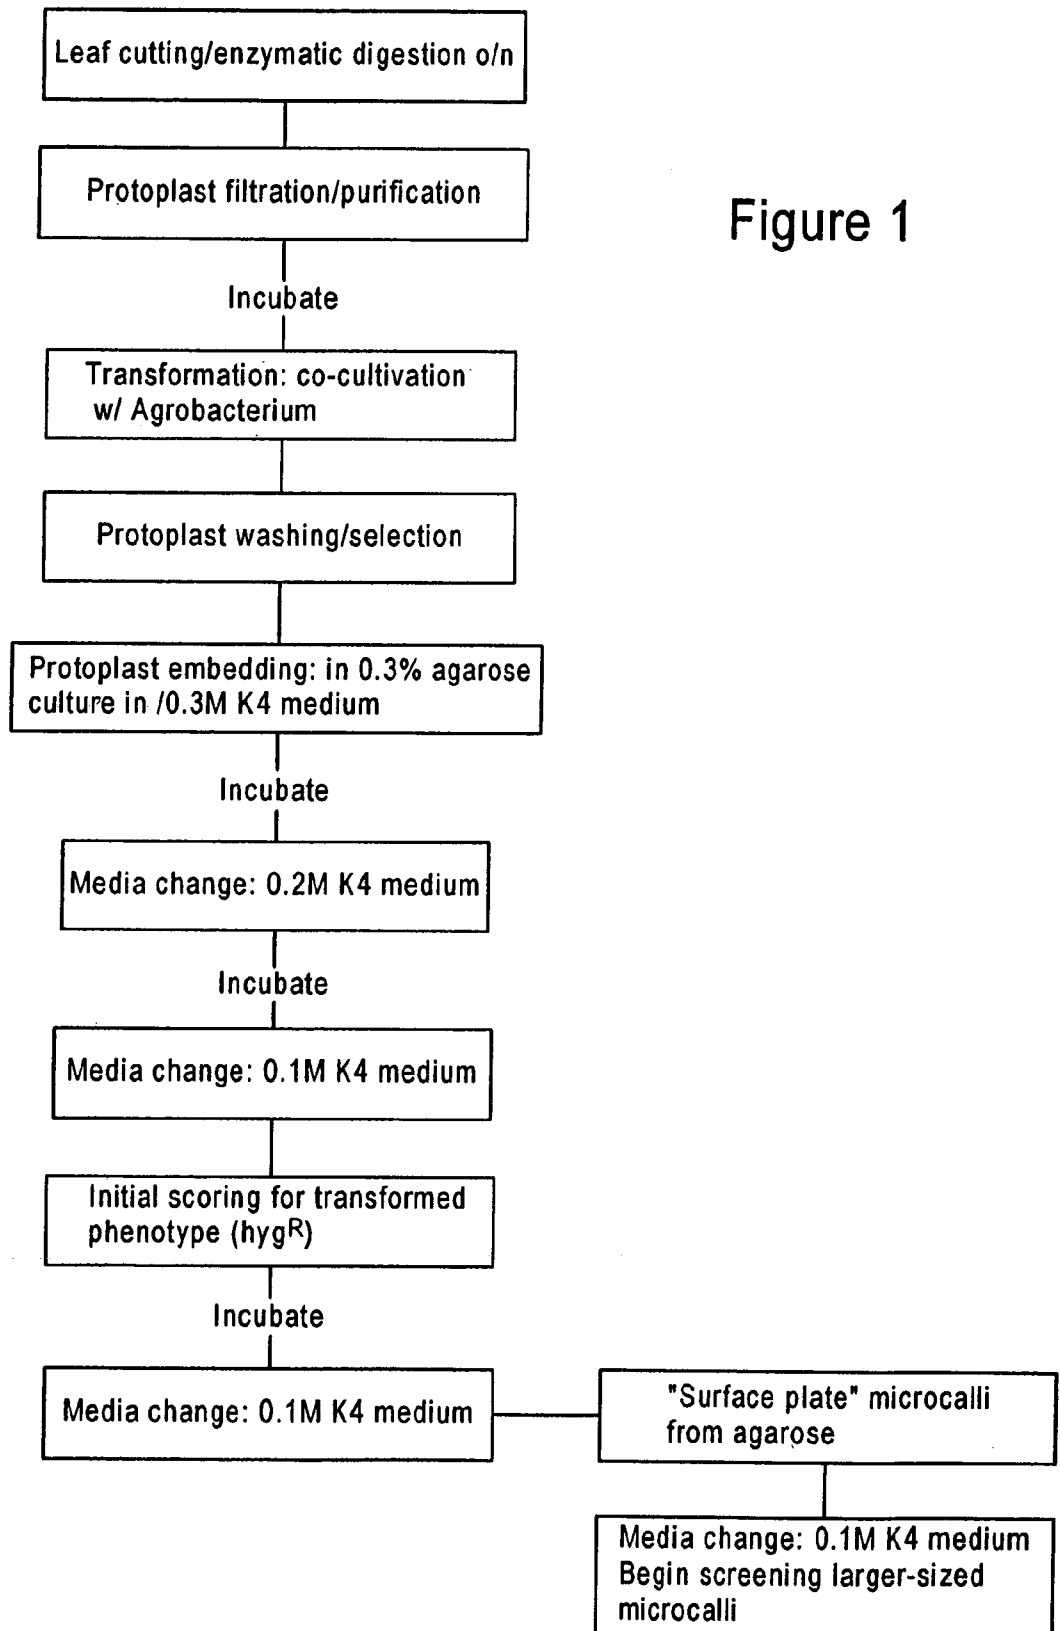 Leaf cutting/enzymatic digestion o/n
Protoplast filtration/purification
Figure 1
Incubate
Transformation: co-cultivation
w/ Agrobacterium
Protoplast washing/selection
Protoplast embedding: in 0.3% agarose
culture in /0.3M K4 medium
Incubate
Media change: 0.2M K4 medium
Incubate
Media change: 0.1M K4 medium
Initial scoring for transformed
phenotype (hygR)
Incubate
Media change: 0.1M K4 medium
"Surface plate" microcalli
from agarose
Media change: 0.1M K4 medium
Begin screening larger-sized
microcalli